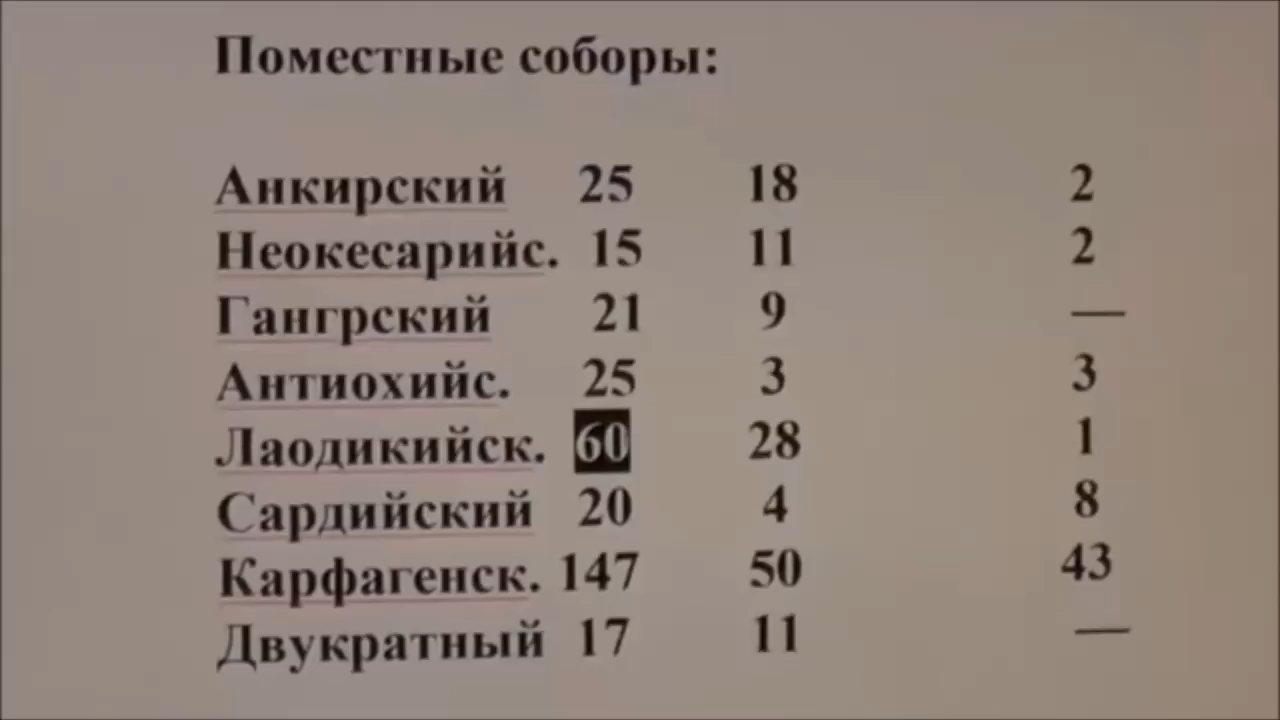 Поместные соборы:
Анкирский 25 18 2
Неокесарийс. 15 11 2
Гангрский 21 9 —
Антиохийс. 25 3 3
Лаодикийск. 60 28 1
Сардийский 20 4 8
Карфагенск. 147 50 43
Двукратный 17 11 —